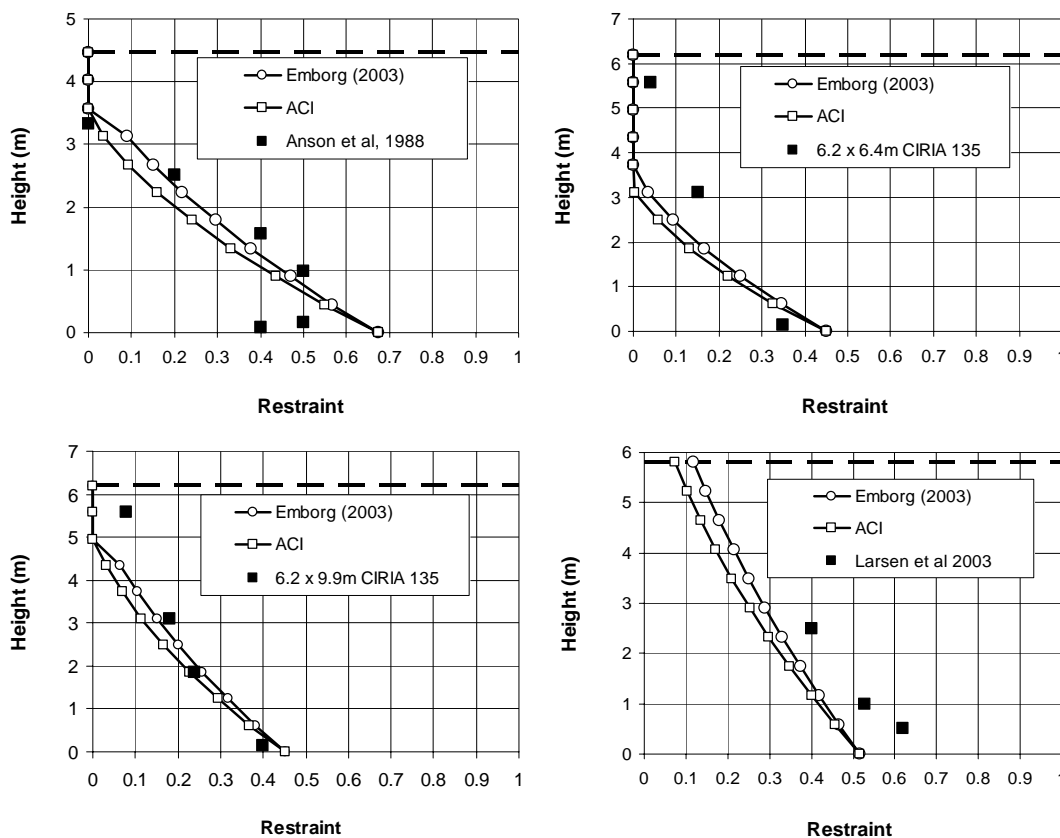 5
4
3
2
1
0
Height (m)
Emborg (2003)
ACI
Anson et al, 1988
0 0.1 0.2 0.3 0.4 0.5 0.6 0.7 0.8 0.9 1
Restraint
7
6
5
4
3
2
1
0
Height (m)
Emborg (2003)
ACI
6.2 x 6.4m CIRIA 135
0 0.1 0.2 0.3 0.4 0.5 0.6 0.7 0.8 0.9 1
Restraint
7
6
5
4
3
2
1
0
Height (m)
Emborg (2003)
ACI
6.2 x 9.9m CIRIA 135
0 0.1 0.2 0.3 0.4 0.5 0.6 0.7 0.8 0.9 1
Restraint
6
5
4
3
2
1
0
Height (m)
Emborg (2003)
ACI
Larsen et al 2003
0 0.1 0.2 0.3 0.4 0.5 0.6 0.7 0.8 0.9 1
Restraint